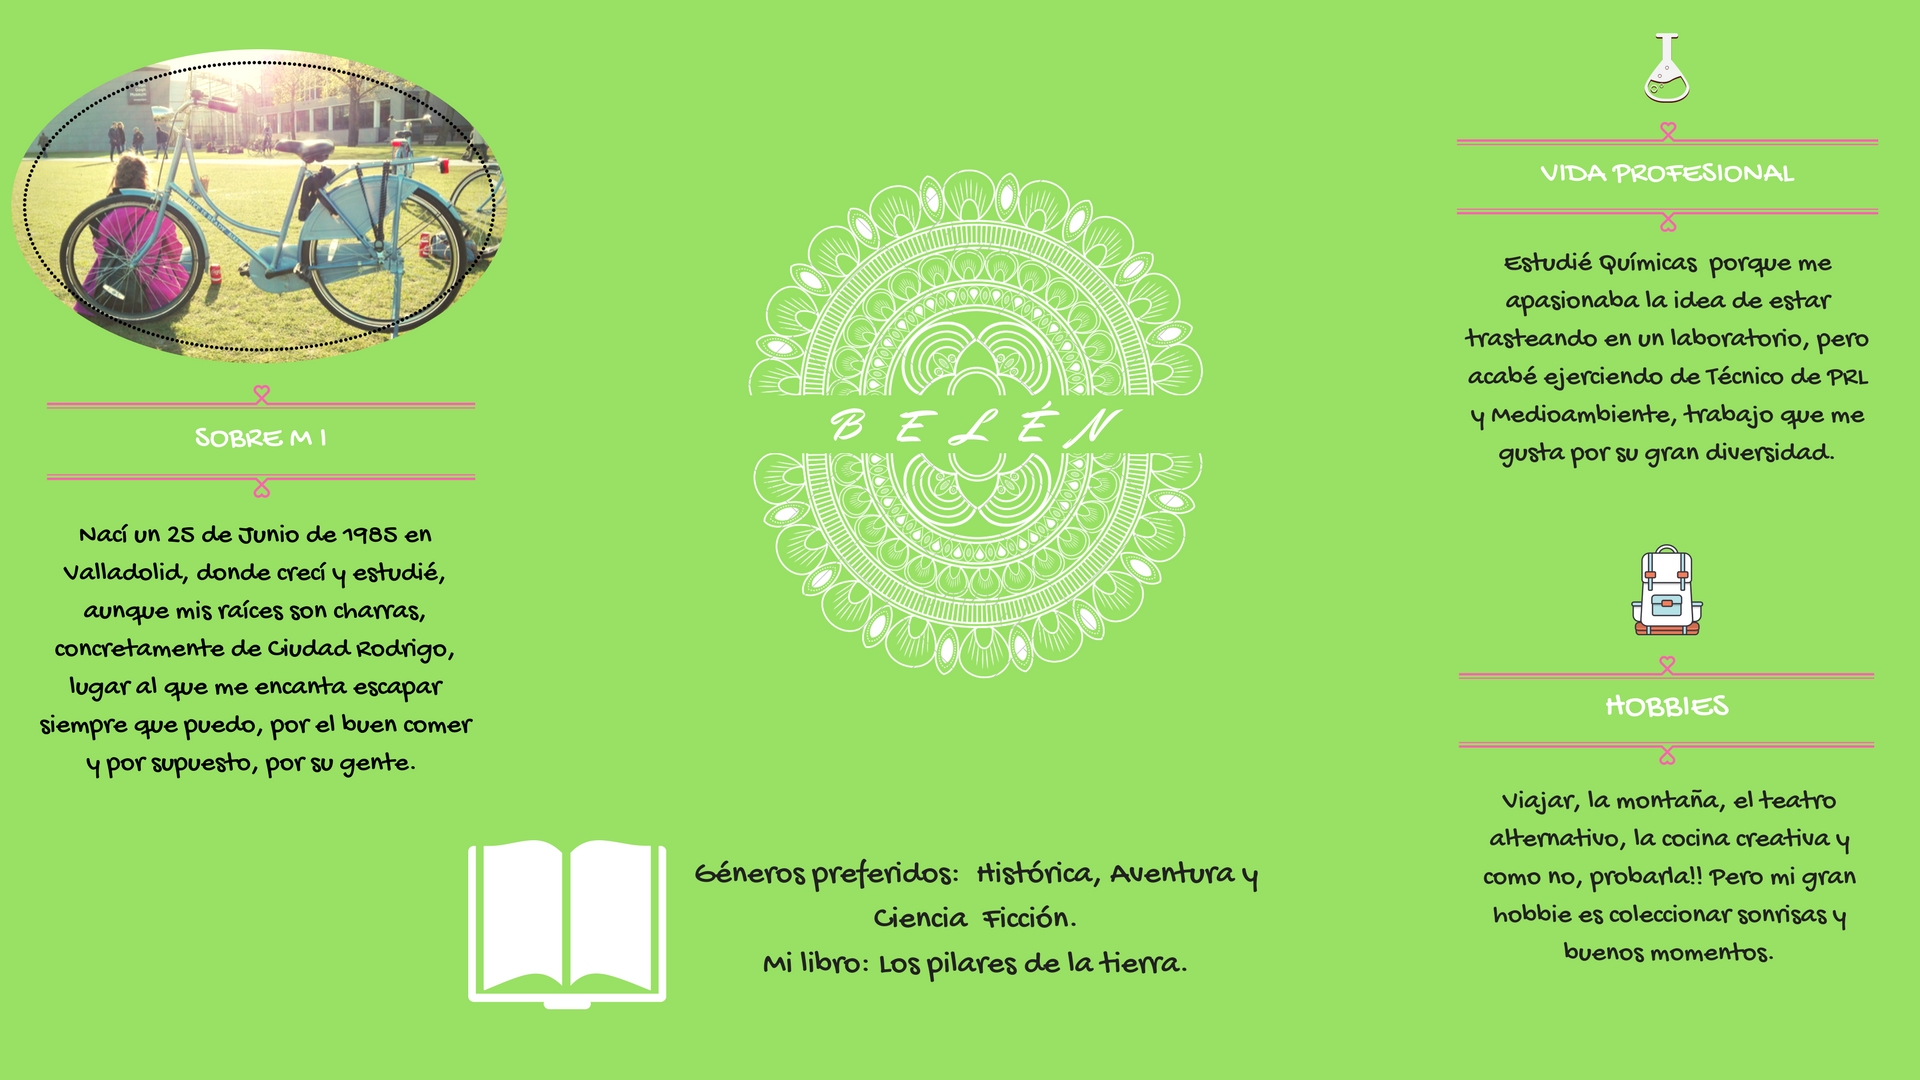 SOBRE M I
Nací un 25 de Junio de 1985 en
Valladolid, donde crecí y estudié,
aunque mis raíces son charras,
concretamente de Ciudad Rodrigo,
lugar al que me encanta escapar
siempre que puedo, por el buen comer
y por supuesto, por su gente.
BELÉN
Géneros preferidos: Histórica, Aventura y
Ciencia Ficción.
Mi libro: Los pilares de la tierra.
VIDA PROFESIONAL
Estudié Químicas porque me
apasionaba la idea de estar
trasteando en un laboratorio, pero
acabé ejerciendo de Técnico de PRL
y Medioambiente, trabajo que me
gusta por su gran diversidad.
HOBBIES
Viajar, la montaña, el teatro
alternativo, la cocina creativa y
como no, probarla!! Pero mi gran
hobbie es coleccionar sonrisas y
buenos momentos.